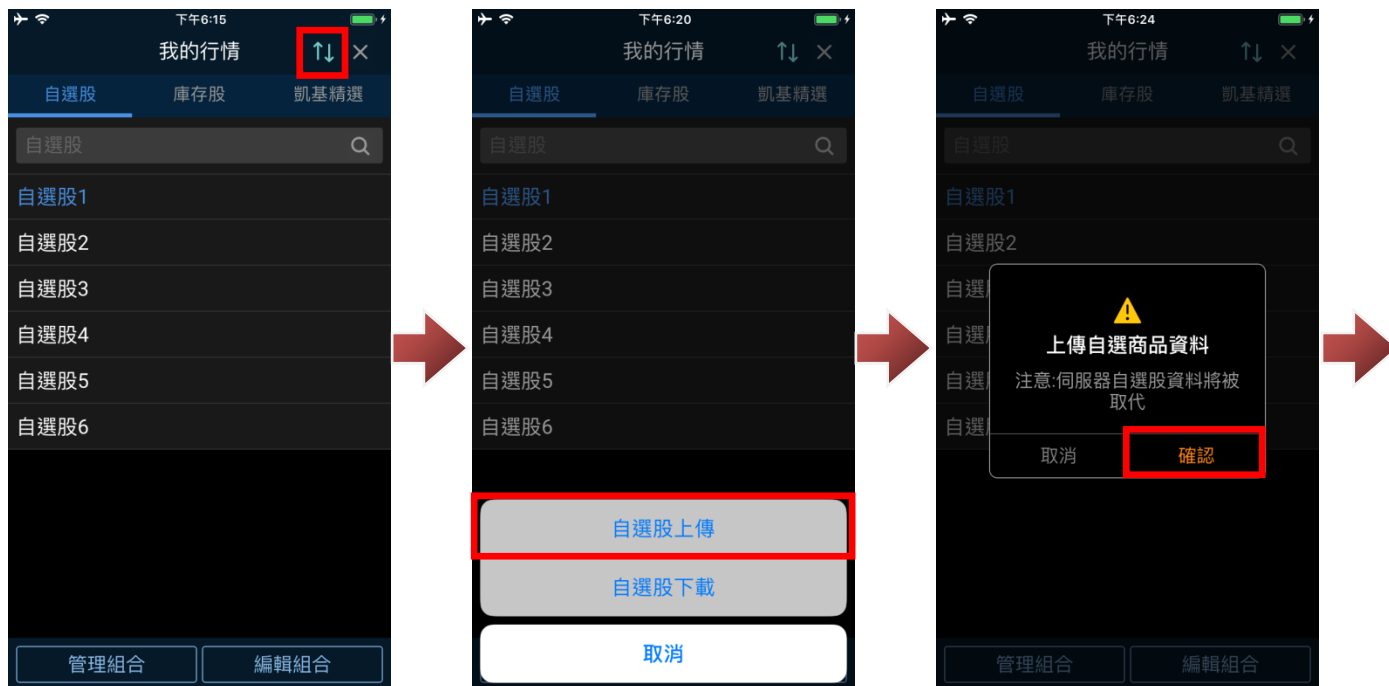 下午6:15
我的行情
自選股 庫存股 凱基精選
自選股
自選股1
自選股2
自選股3
自選股4
自選股5
自選股6
管理組合 編輯組合
下午6:20
我的行情
自選股 庫存股 凱基精選
自選股
自選股1
自選股2
自選股3
自選股4
自選股5
自選股6
自選股上傳
自選股下載
取消
下午6:24
我的行情
自選股 庫存股 凱基精選
自選股
自選股1
自選股2
自選
自選
自選
自選
上傳自選商品資料
注意:伺服器自選股資料將被
取代
取消 確認
管理組合 編輯組合